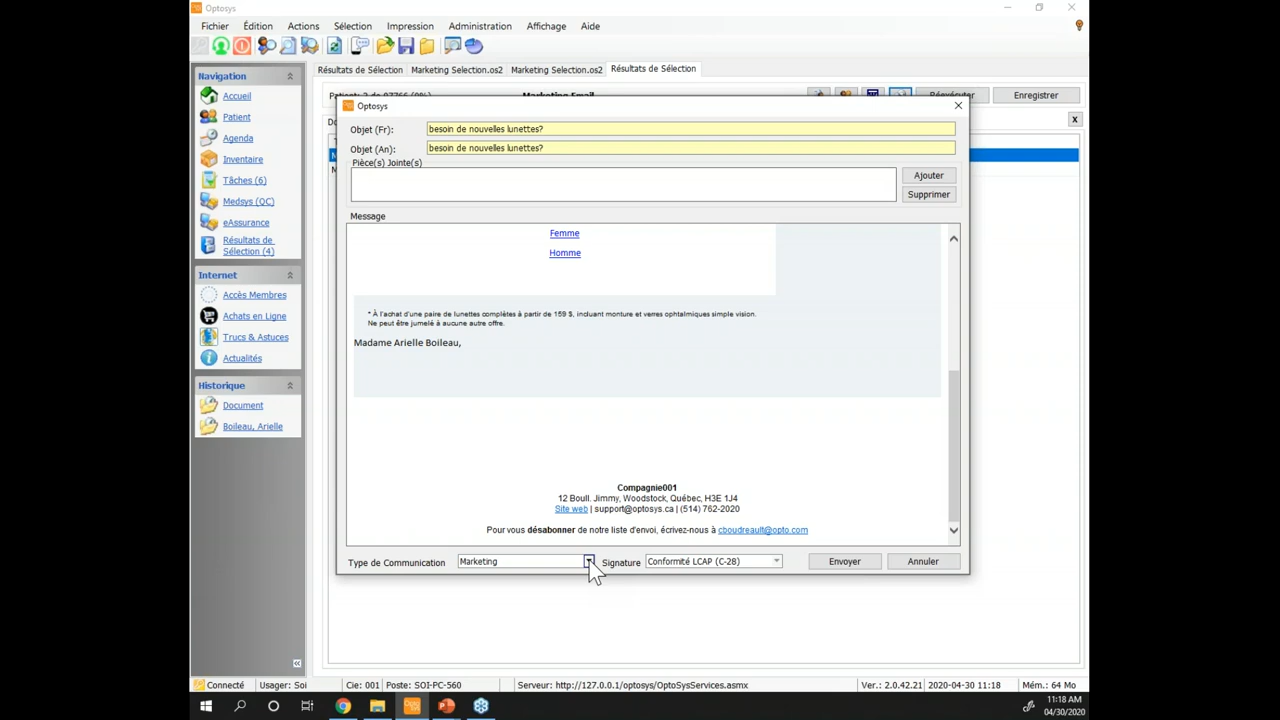 Optosys
Fichier Édition Actions Sélection Impression Administration Affichage Aide
Navigation
Accueil
Patient
Agenda
Inventaire
Tâches (6)
Medsys (QC)
eAssurance
Résultats de
Sélection (4)
Internet
Accès Membres
Achats en Ligne
Trucs & Astuces
Actualités
Historique
Document
Boileau, Arielle
Résultats de Sélection Marketing Selection.os2 Marketing Selection.os2 Résultats de Sélection
Marketing Email
Réexécuter Enregistrer
X
Optosys
Objet (Fr): besoin de nouvelles lunettes?
Objet (An): besoin de nouvelles lunettes?
Pièce(s) Jointe(s)
Ajouter
Supprimer
Message
Femme
Homme
* À l'achat d'une paire de lunettes complètes à partir de 159 $, incluant monture et verres ophtalmiques simple vision.
Ne peut être jumelé à aucune autre offre.
Madame Arielle Boileau,
Compagnie001
12 Boull. Jimmy, Woodstock, Québec, H3E 1J4
Site web | support@optosys.ca | (514) 762-2020
Pour vous désabonner de notre liste d'envoi, écrivez-nous à cboudreault@opto.com
Type de Communication Marketing Signature Conformité LCAP (C-28) Envoyer Annuler
Connecté Usager: Soi Cie: 001 Poste: SOI-PC-560 Serveur: http://127.0.0.1/optosys/OptoSysServices.asmx Ver.: 2.0.42.21 2020-04-30 11:18 Mém.: 64 Mo
11:18 AM
04/30/2020